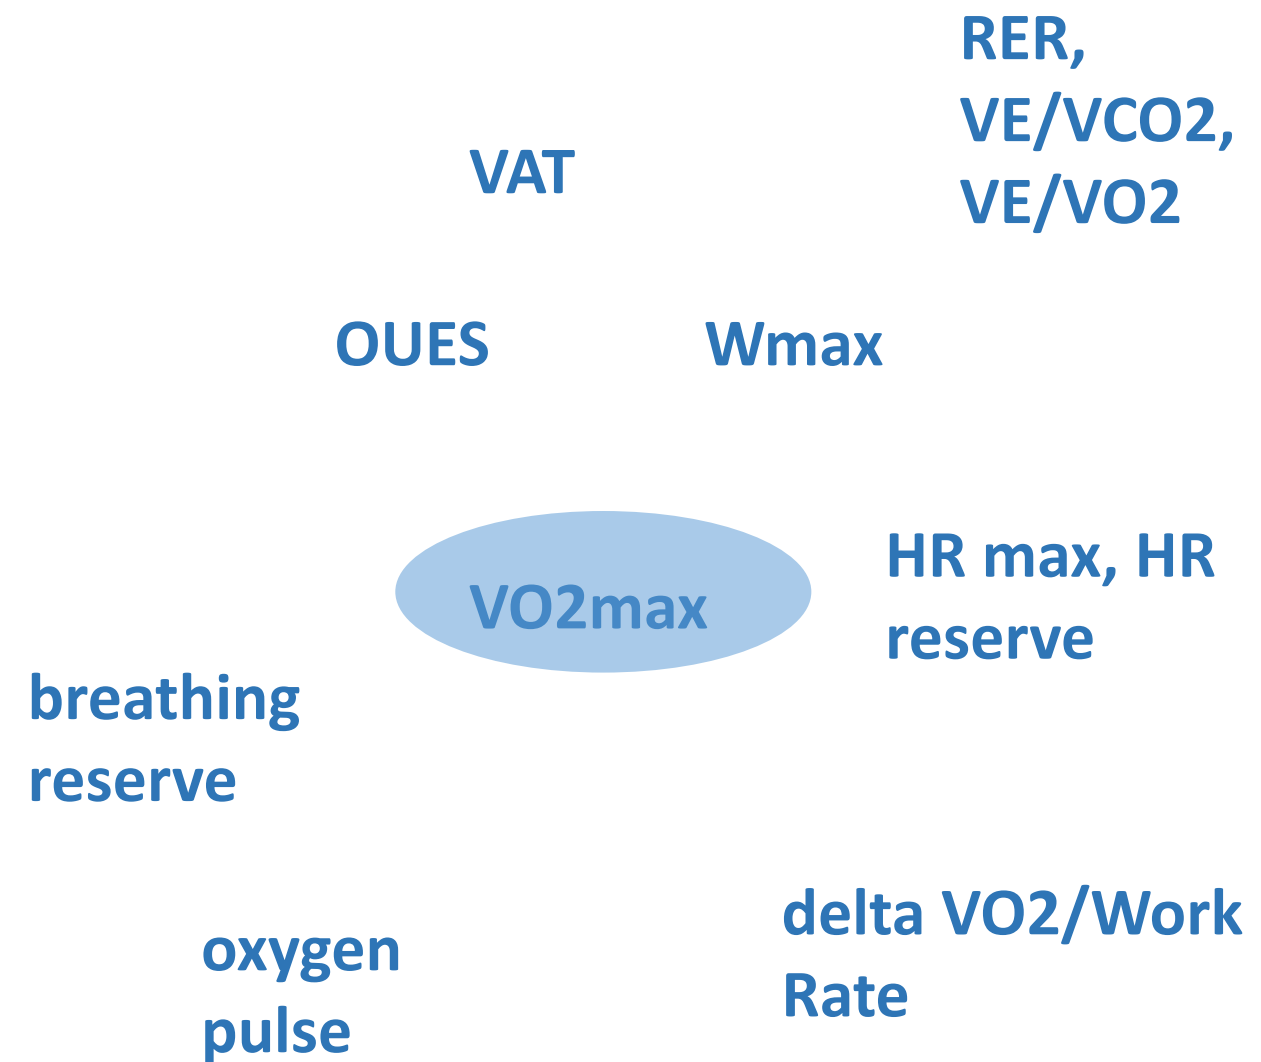 RER,
VE/VCO2,
VE/VO2
VAT
OUES
Wmax
HR max, HR
reserve
VO2max
breathing
reserve
delta VO2/Work
Rate
oxygen
pulse